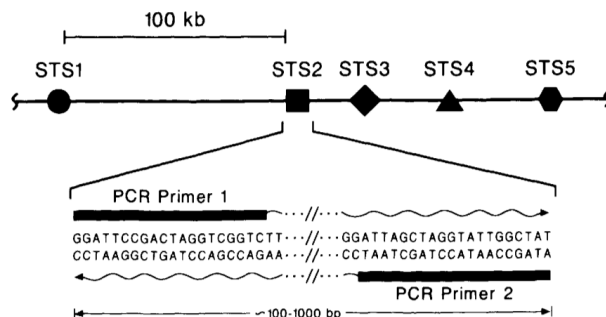 100 kb
STS1 STS2 STS3 STS4 STS5
PCR Primer 1
GGATTCCGACTAGGTCGGTCTT····//····GGATTAGCTAGGTATTGGCTAT
CCTAAGGCTGATCCAGCCAGAA····//····CCTAATCGATCCATAACCGATA
PCR Primer 2
~100-1000 bp